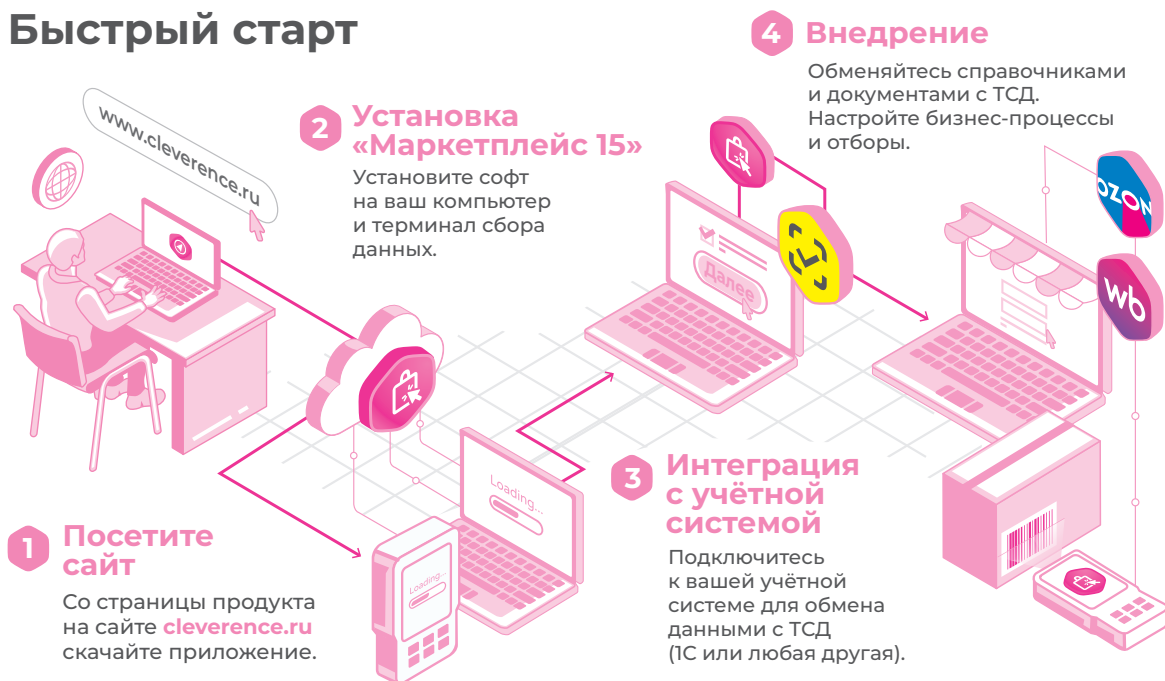 Быстрый старт
www.cleverence.ru
1
Посетите
сайт
Со страницы продукта
на сайте cleverence.ru
скачайте приложение.
2
Установка
«Маркетплейс 15»
Установите софт
на ваш компьютер
и терминал сбора
данных.
Loading...
Loading...
3
Интеграция
с учётной
системой
Подключитесь
к вашей учётной
системе для обмена
данными с ТСД
(1С или любая другая).
Далее
4
Внедрение
Обменяйтесь справочниками
и документами с ТСД.
Настройте бизнес-процессы
и отборы.
OZON
wb